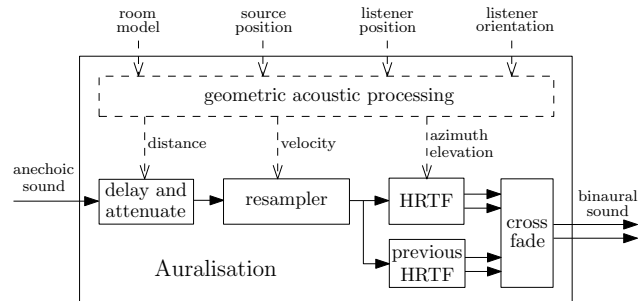 room
model
source
position
listener
position
listener
orientation
geometric acoustic processing
distance
velocity
azimuth
elevation
anechoic
sound
delay and
attenuate
resampler
HRTF
previous
HRTF
cross
fade
binaural
sound
Auralisation